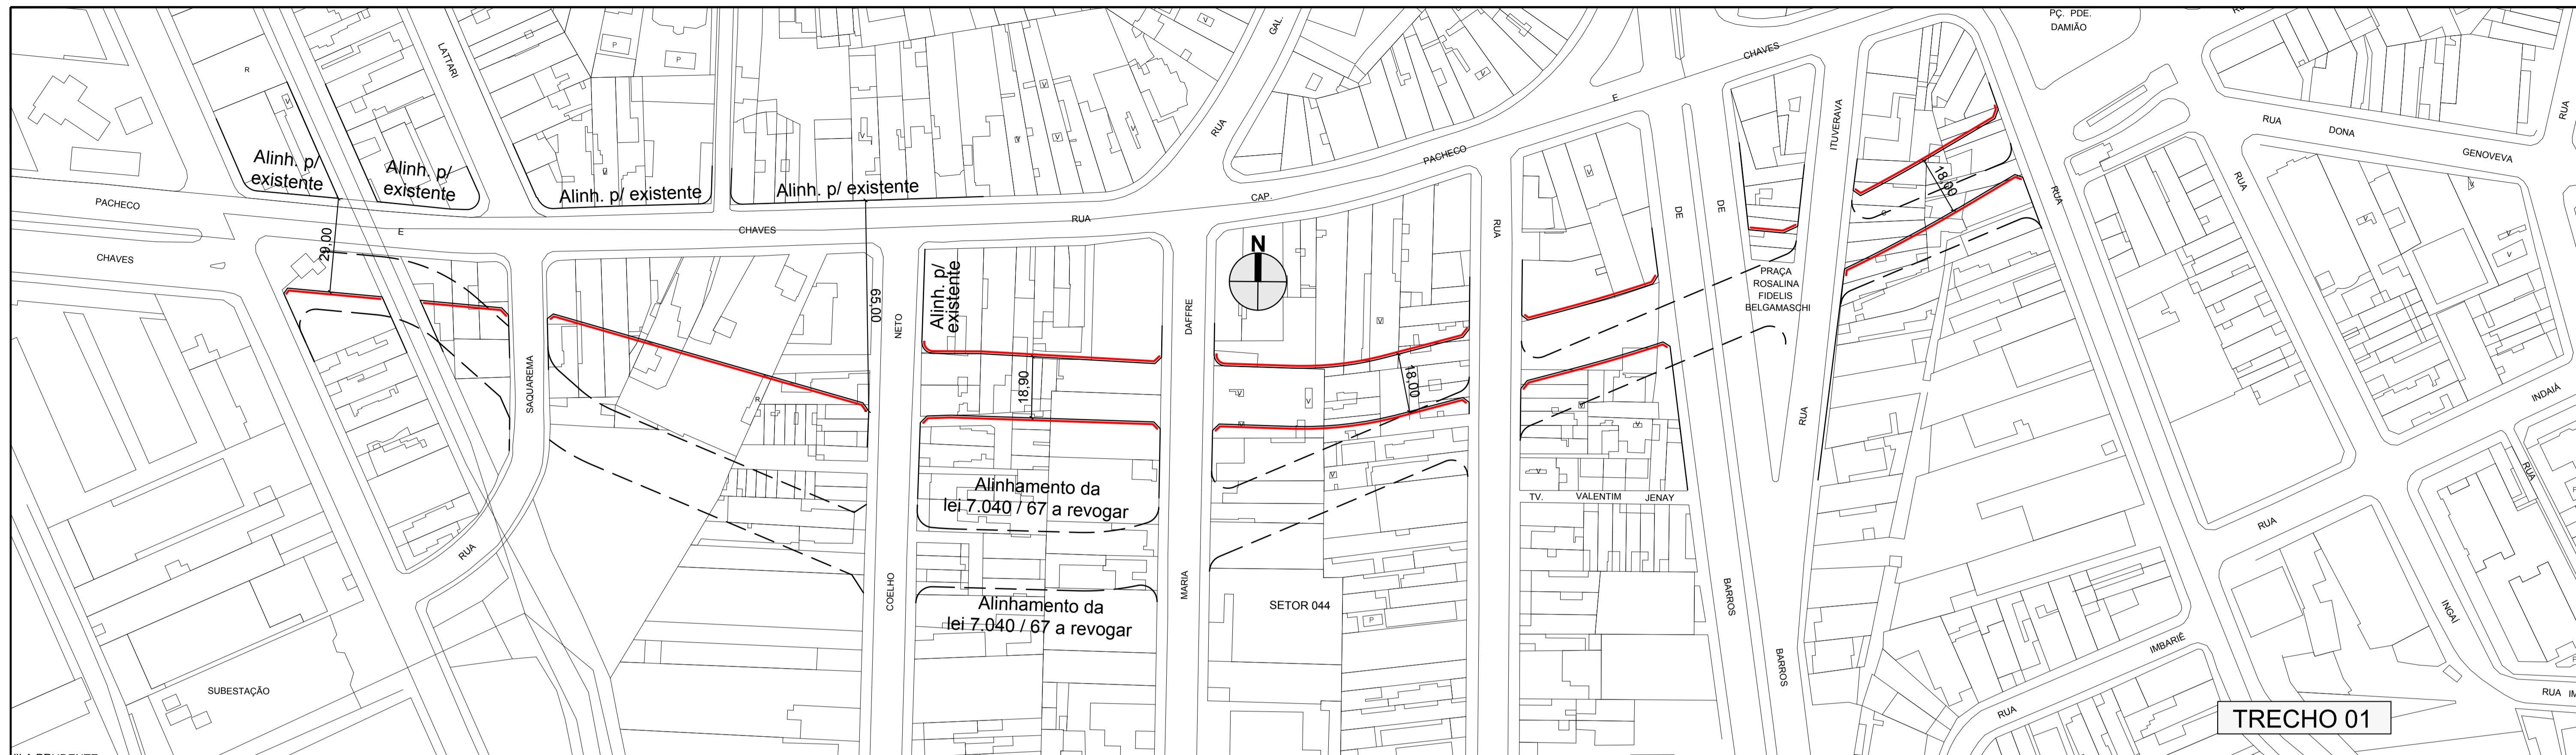 PÇ. PDE.
DAMIÃO
GAL.
LATTARI
CHAVES
R
P
P
V
V
V
V
V
V
V
V
V
V
ITUVERAVA
RUA
RUA
DONA
GENOVEVA
RUA
Alinh. p/
existente
Alinh. p/
existente
Alinh. p/ existente
Alinh. p/ existente
E
PACHECO
18,00
RUA
RUA
PACHECO
E
CHAVES
RUA
CAP.
RUA
DE
DE
CHAVES
29,00
N
65,00
Alinh. p/
existente
NETO
DAFFRE
PRAÇA
ROSALINA
FIDELIS
BELGAMASCHI
SAQUAREMA
18,90
18,00
RUA
INDAIÁ
R
V
V
V
V
V
V
V
V
V
Alinhamento da
lei 7.040 / 67 a revogar
TV.
VALENTIM
JENAY
RUA
RUA
RUA
COELHO
MARIA
Alinhamento da
lei 7.040 / 67 a revogar
SETOR 044
P
BARROS
BARROS
INGAÍ
IMBARIÊ
SUBESTAÇÃO
RUA
RUA IM
TRECHO 01